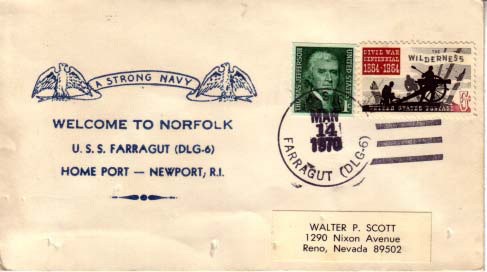 A STRONG NAVY
WELCOME TO NORFOLK
U.S.S. FARRAGUT (DLG-6)
HOME PORT — NEWPORT, R.I.
THOMAS JEFFERSON
UNITED STATES
1¢
CIVIL WAR
CENTENNIAL
1864-1964
THE
WILDERNESS
5¢
UNITED STATES POSTAGE
MAR
14
1970
FARRAGUT (DLG-6)
WALTER P. SCOTT
1290 Nixon Avenue
Reno, Nevada 89502